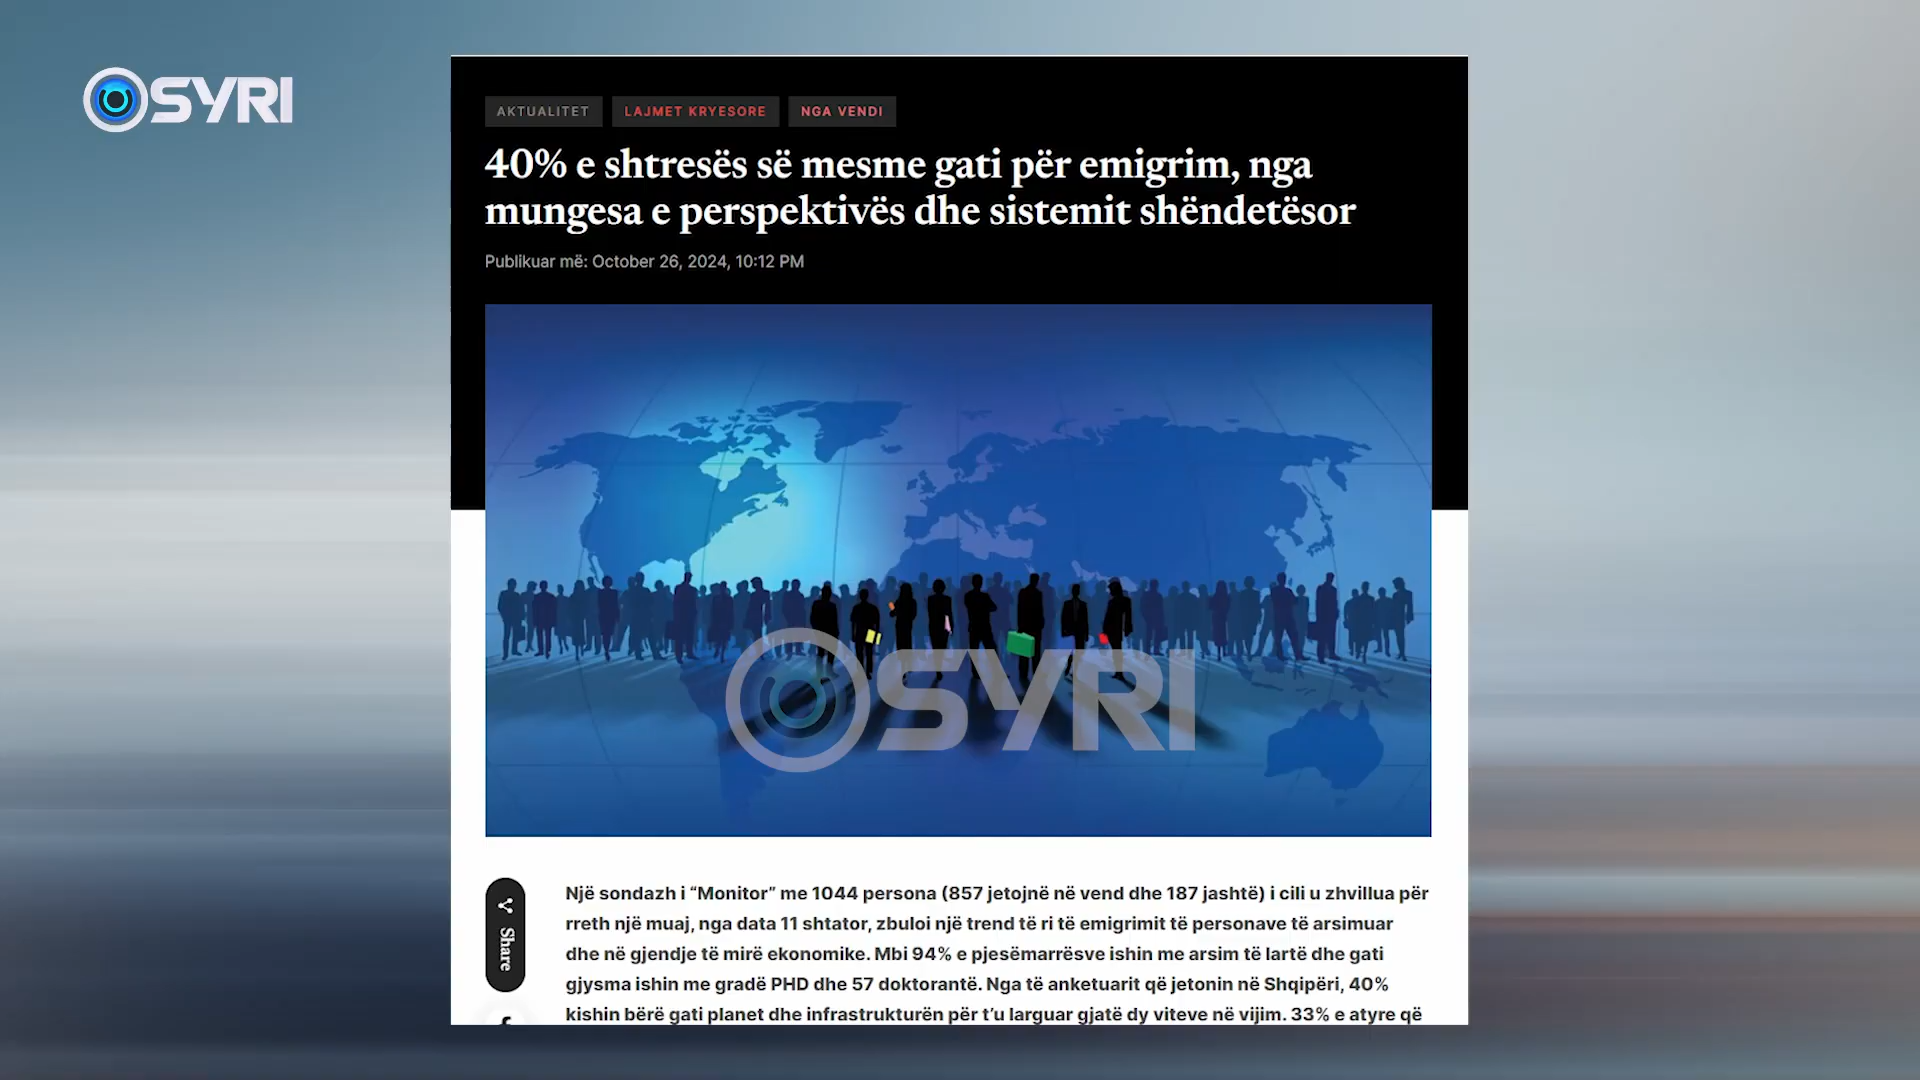 SYRI
AKTUALITET
LAJMET KRYESORE
NGA VENDI
40% e shtresës së mesme gati për emigrim, nga
mungesa e perspektivës dhe sistemit shëndetësor
Publikuar më: October 26, 2024, 10:12 PM
SYRI
Share
Një sondazh i “Monitor” me 1044 persona (857 jetojnë në vend dhe 187 jashtë) i cili u zhvillua për
rreth një muaj, nga data 11 shtator, zbuloi një trend të ri të emigrimit të personave të arsimuar
dhe në gjendje të mirë ekonomike. Mbi 94% e pjesëmarrësve ishin me arsim të lartë dhe gati
gjysma ishin me gradë PHD dhe 57 doktorantë. Nga të anketuarit që jetonin në Shqipëri, 40%
kishin bërë gati planet dhe infrastrukturën për t’u larguar gjatë dy viteve në vijim. 33% e atyre që